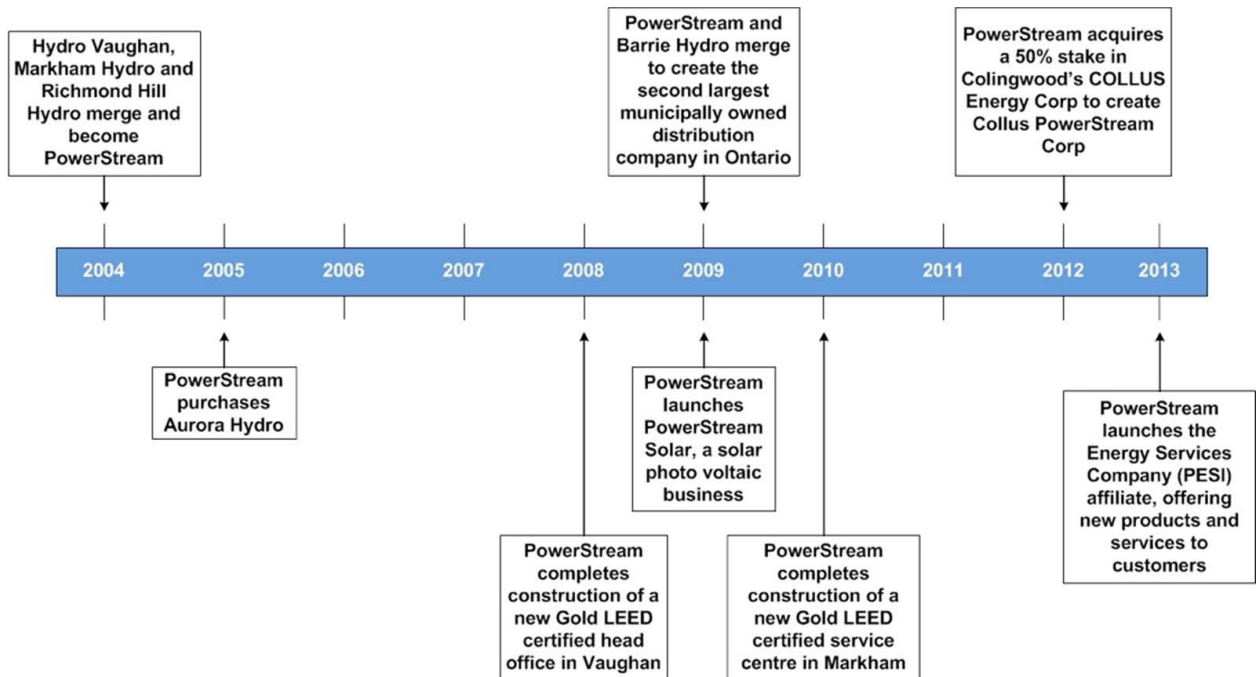 Hydro Vaughan,
Markham Hydro and
Richmond Hill
Hydro merge and
become
PowerStream
PowerStream and
Barrie Hydro merge
to create the
second largest
municipally owned
distribution
company in Ontario
PowerStream acquires
a 50% stake in
Colingwood's COLLUS
Energy Corp to create
Collus PowerStream
Corp
2004
2005
2006
2007
2008
2009
2010
2011
2012
2013
PowerStream
purchases
Aurora Hydro
PowerStream
completes
construction of a
new Gold LEED
certified head
office in Vaughan
PowerStream
launches
PowerStream
Solar, a solar
photo voltaic
business
PowerStream
completes
construction of a
new Gold LEED
certified service
centre in Markham
PowerStream
launches the
Energy Services
Company (PESI)
affiliate, offering
new products and
services to
customers